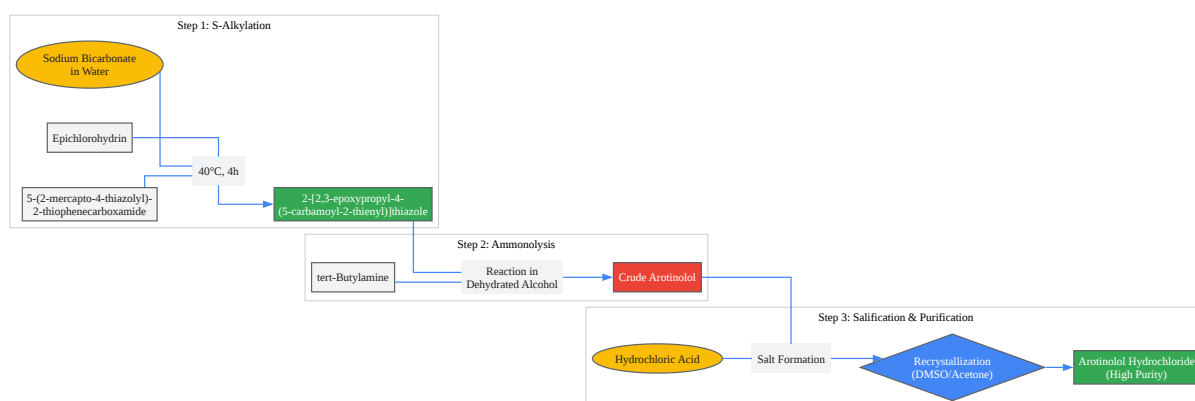 Step 1: S-Alkylation
Sodium Bicarbonate
in Water
Epichlorohydrin
40°C, 4h
5-(2-mercapto-4-thiazolyl)-
2-thiophenecarboxamide
2-[2,3-epoxypropyl-4-
(5-carbamoyl-2-thienyl)]thiazole
Step 2: Ammonolysis
tert-Butylamine
Reaction in
Dehydrated Alcohol
Crude Arotinolol
Step 3: Salification & Purification
Hydrochloric Acid
Salt Formation
Recrystallization
(DMSO/Acetone)
Arotinolol Hydrochloride
(High Purity)